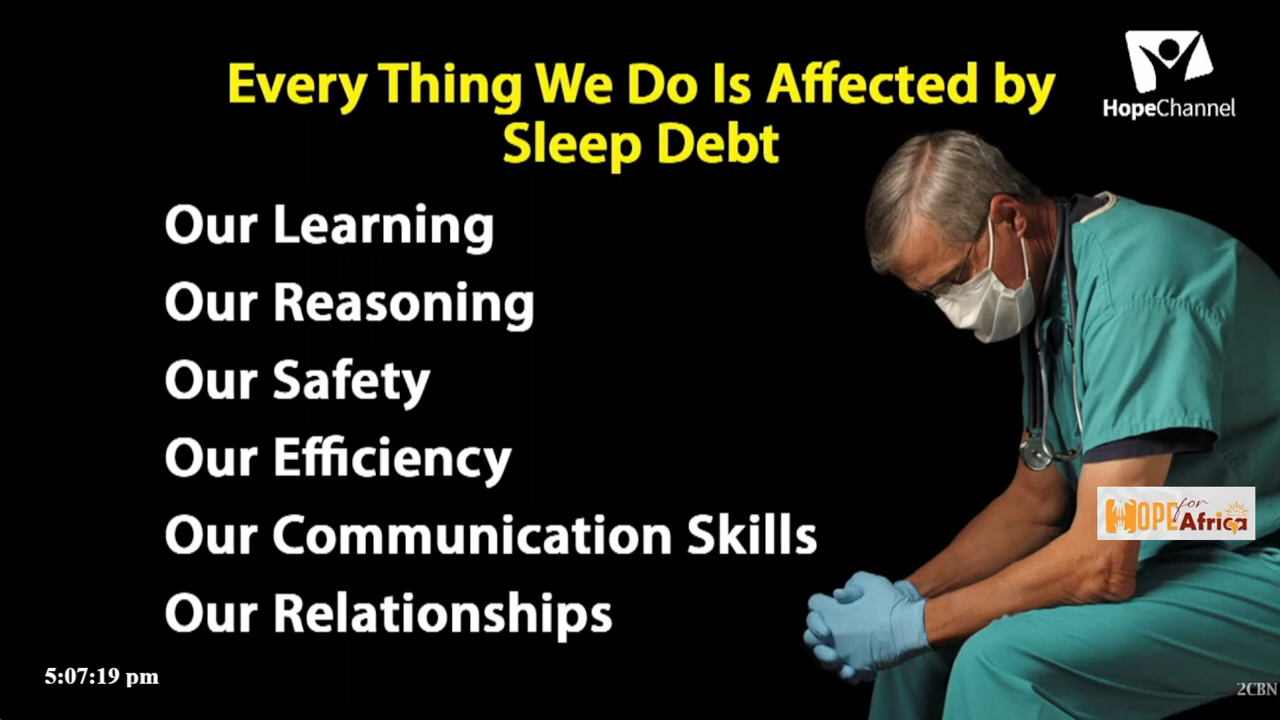 Every Thing We Do Is Affected by
Sleep Debt
HopeChannel
Our Learning
Our Reasoning
Our Safety
Our Efficiency
Our Communication Skills
Our Relationships
HOPE for
Africa
5:07:19 pm
2CBN